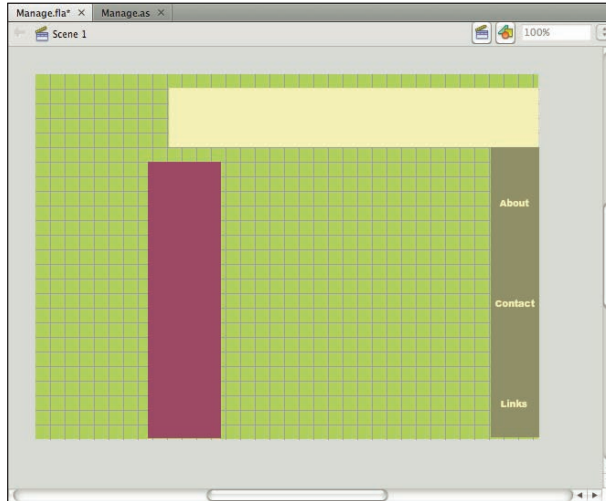 Manage.fla* × Manage.as ×
Scene 1 100%
About
Contact
Links